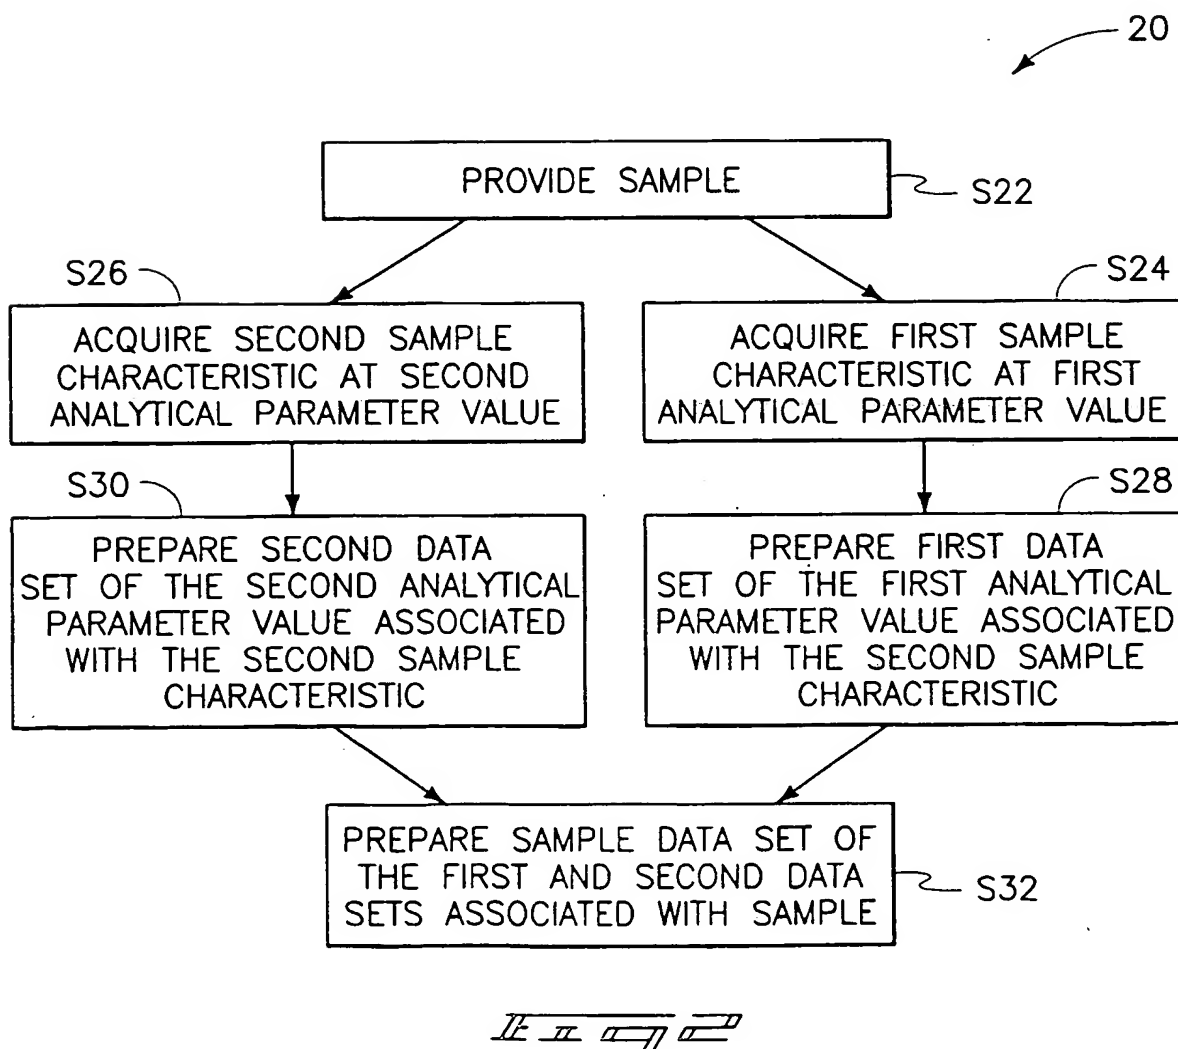 20
PROVIDE SAMPLE
S22
S26
S24
ACQUIRE SECOND SAMPLE
CHARACTERISTIC AT SECOND
ANALYTICAL PARAMETER VALUE
ACQUIRE FIRST SAMPLE
CHARACTERISTIC AT FIRST
ANALYTICAL PARAMETER VALUE
S30
S28
PREPARE SECOND DATA
SET OF THE SECOND ANALYTICAL
PARAMETER VALUE ASSOCIATED
WITH THE SECOND SAMPLE
CHARACTERISTIC
PREPARE FIRST DATA
SET OF THE FIRST ANALYTICAL
PARAMETER VALUE ASSOCIATED
WITH THE SECOND SAMPLE
CHARACTERISTIC
PREPARE SAMPLE DATA SET OF
THE FIRST AND SECOND DATA
SETS ASSOCIATED WITH SAMPLE
S32
Fig 2